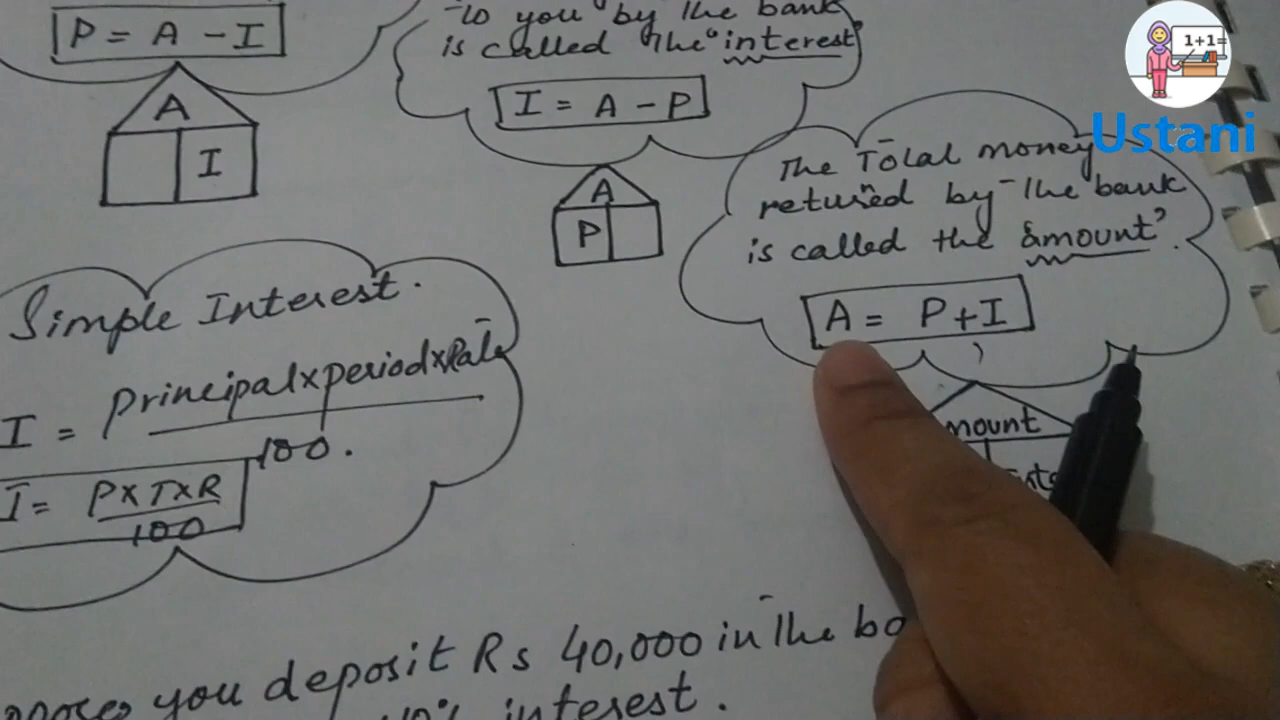 P = A - I
A
I
to you by the bank
is called the "interest
I = A - P
A
P
1+1=
Ustani
The Total money
returned by the bank
is called the "amount".
A = P + I
mount
Simple Interest.
I = Principal x period x Rate
100.
I = P x T x R
100
you deposit Rs 40,000 in the
interest.